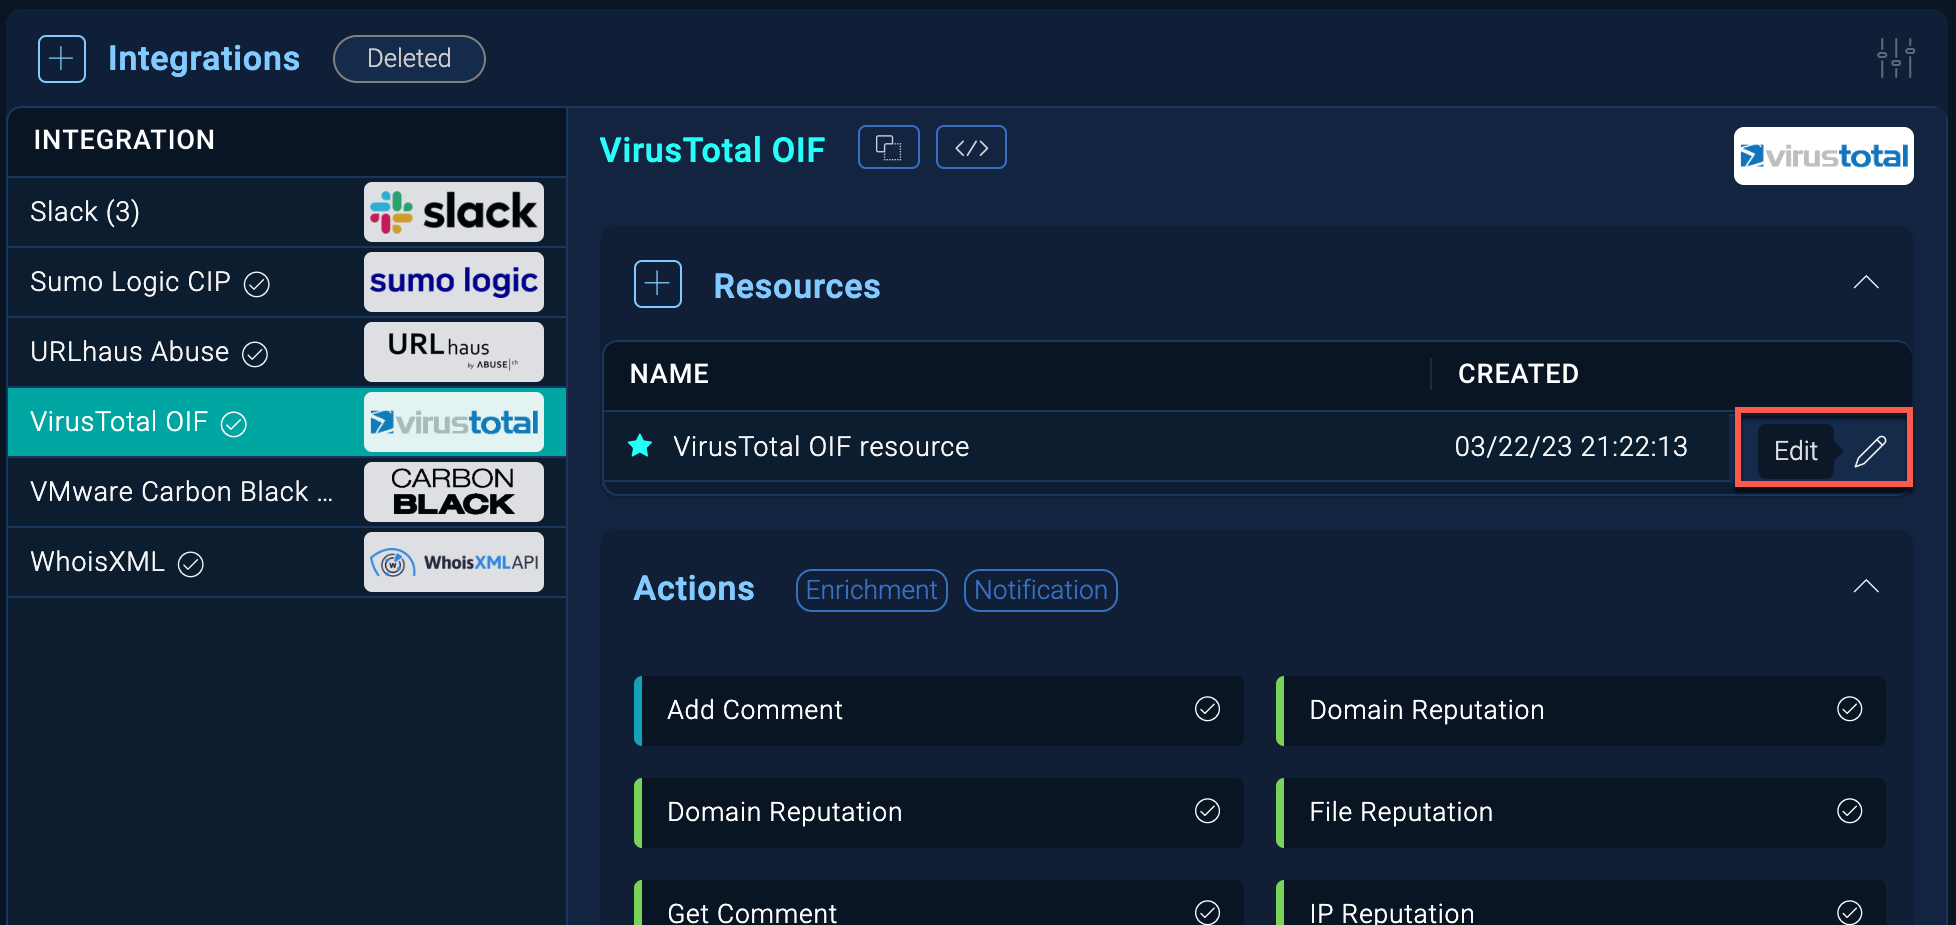 Integrations
Deleted
INTEGRATION
Slack (3)
slack
Sumo Logic CIP
sumo logic
URLhaus Abuse
URLhaus
by ABUSE|ch
VirusTotal OIF
virustotal
VMware Carbon Black ...
CARBON
BLACK
WhoisXML
W
WhoisXMLAPI
VirusTotal OIF
</>
virustotal
Resources
NAME
CREATED
VirusTotal OIF resource
03/22/23 21:22:13
Edit
Actions
Enrichment
Notification
Add Comment
Domain Reputation
Domain Reputation
File Reputation
Get Comment
IP Reputation